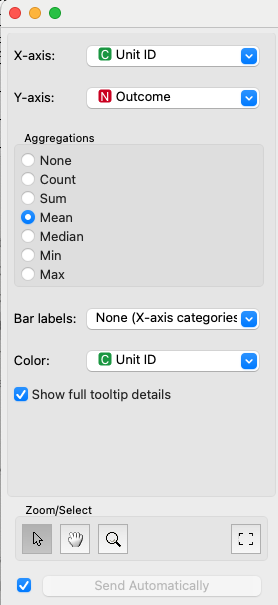 X-axis: C Unit ID
Y-axis: N Outcome
Aggregations
None
Count
Sum
Mean
Median
Min
Max
Bar labels: None (X-axis categories
Color: C Unit ID
Show full tooltip details
Zoom/Select
Send Automatically